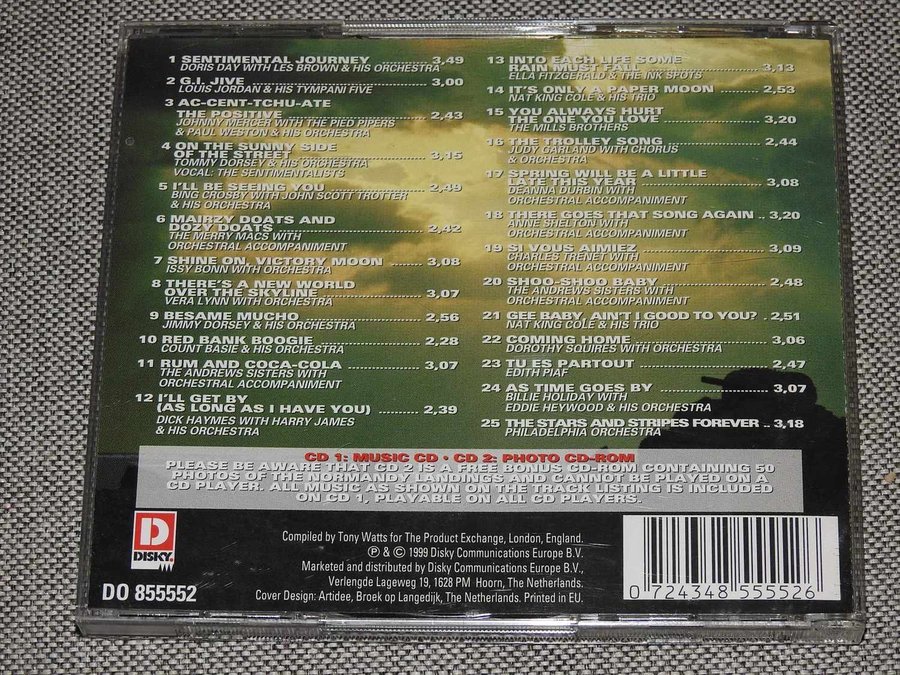 1 SENTIMENTAL JOURNEY ........ 3,49
DORIS DAY WITH LES BROWN & HIS ORCHESTRA
2 G.I. JIVE ........ 3,00
LOUIS JORDAN & HIS TYMPANI FIVE
3 AC-CENT-TCHU-ATE
THE POSITIVE ........ 2,43
JOHNNY MERCER WITH THE PIED PIPERS
& PAUL WESTON & HIS ORCHESTRA
4 ON THE SUNNY SIDE
OF THE STREET ........ 3,15
TOMMY DORSEY & HIS ORCHESTRA
VOCAL: THE SENTIMENTALISTS
5 I'LL BE SEEING YOU ........ 2,49
BING CROSBY WITH JOHN SCOTT TROTTER
& HIS ORCHESTRA
6 MAIRZY DOATS AND
DOZY DOATS ........ 2,42
THE MERRY MACS WITH
ORCHESTRAL ACCOMPANIMENT
7 SHINE ON, VICTORY MOON ........ 3,08
ISSY BONN WITH ORCHESTRA
8 THERE'S A NEW WORLD
OVER THE SKYLINE ........ 3,07
VERA LYNN WITH ORCHESTRA
9 BESAME MUCHO ........ 2,56
JIMMY DORSEY & HIS ORCHESTRA
10 RED BANK BOOGIE ........ 2,28
COUNT BASIE & HIS ORCHESTRA
11 RUM AND COCA-COLA ........ 3,07
THE ANDREWS SISTERS WITH
ORCHESTRAL ACCOMPANIMENT
12 I'LL GET BY
(AS LONG AS I HAVE YOU) ........ 2,39
DICK HAYMES WITH HARRY JAMES
& HIS ORCHESTRA
13 INTO EACH LIFE SOME
RAIN MUST FALL ........ 3,13
ELLA FITZGERALD & THE INK SPOTS
14 IT'S ONLY A PAPER MOON ........ 2,53
NAT KING COLE & HIS TRIO
15 YOU ALWAYS HURT
THE ONE YOU LOVE ........ 3,20
THE MILLS BROTHERS
16 THE TROLLEY SONG ........ 2,44
JUDY GARLAND WITH CHORUS
& ORCHESTRA
17 SPRING WILL BE A LITTLE
LATE THIS YEAR ........ 3,08
DEANNA DURBIN WITH
ORCHESTRAL ACCOMPANIMENT
18 THERE GOES THAT SONG AGAIN .. 3,20
ANNE SHELTON WITH
ORCHESTRAL ACCOMPANIMENT
19 SI VOUS AIMIEZ ........ 3,09
CHARLES TRENET WITH
ORCHESTRAL ACCOMPANIMENT
20 SHOO-SHOO BABY ........ 2,48
THE ANDREWS SISTERS WITH
ORCHESTRAL ACCOMPANIMENT
21 GEE BABY, AIN'T I GOOD TO YOU? .. 2,51
NAT KING COLE & HIS TRIO
22 COMING HOME ........ 3,06
DOROTHY SQUIRES WITH ORCHESTRA
23 TU ES PARTOUT ........ 2,47
EDITH PIAF
24 AS TIME GOES BY ........ 3,07
BILLIE HOLIDAY WITH
EDDIE HEYWOOD & HIS ORCHESTRA
25 THE STARS AND STRIPES FOREVER .. 3,18
PHILADELPHIA ORCHESTRA
CD 1: MUSIC CD • CD 2: PHOTO CD-ROM
PLEASE BE AWARE THAT CD 2 IS A FREE BONUS CD-ROM CONTAINING 50
PHOTOS OF THE NORMANDY LANDINGS AND CANNOT BE PLAYED ON A
CD PLAYER. ALL MUSIC AS SHOWN ON THE TRACK LISTING IS INCLUDED
ON CD 1, PLAYABLE ON ALL CD PLAYERS.
D
DISKY
DO 855552
Compiled by Tony Watts for The Product Exchange, London, England.
℗ & © 1999 Disky Communications Europe B.V.
Marketed and distributed by Disky Communications Europe B.V.,
Verlengde Lageweg 19, 1628 PM Hoorn, The Netherlands.
Cover Design: Artidee, Broek op Langedijk, The Netherlands. Printed in EU.
0 724348 555526